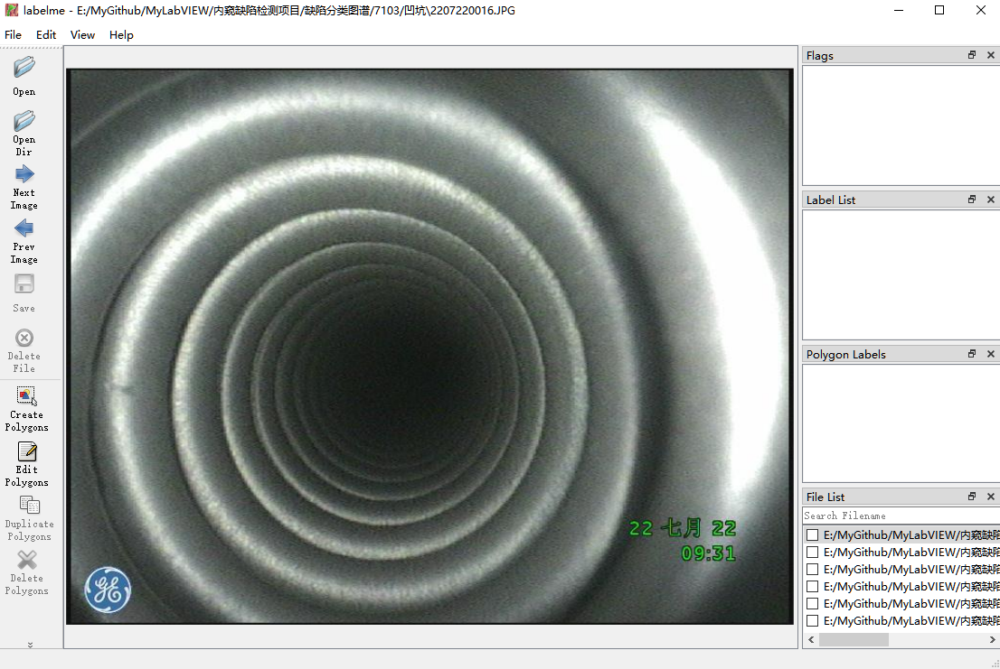 labelme - E:/MyGithub/MyLabVIEW/内窥缺陷检测项目/缺陷分类图谱/7103/凹坑\2207220016.JPG
File Edit View Help
Open
Open
Dir
Next
Image
Prev
Image
Save
Delete
File
Create
Polygons
Edit
Polygons
Duplicate
Polygons
Delete
Polygons
22 七月 22
09:31
GE
Flags
Label List
Polygon Labels
File List
Search Filename
E:/MyGithub/MyLabVIEW/内窥缺陷
E:/MyGithub/MyLabVIEW/内窥缺陷
E:/MyGithub/MyLabVIEW/内窥缺陷
E:/MyGithub/MyLabVIEW/内窥缺陷
E:/MyGithub/MyLabVIEW/内窥缺陷
E:/MyGithub/MyLabVIEW/内窥缺陷